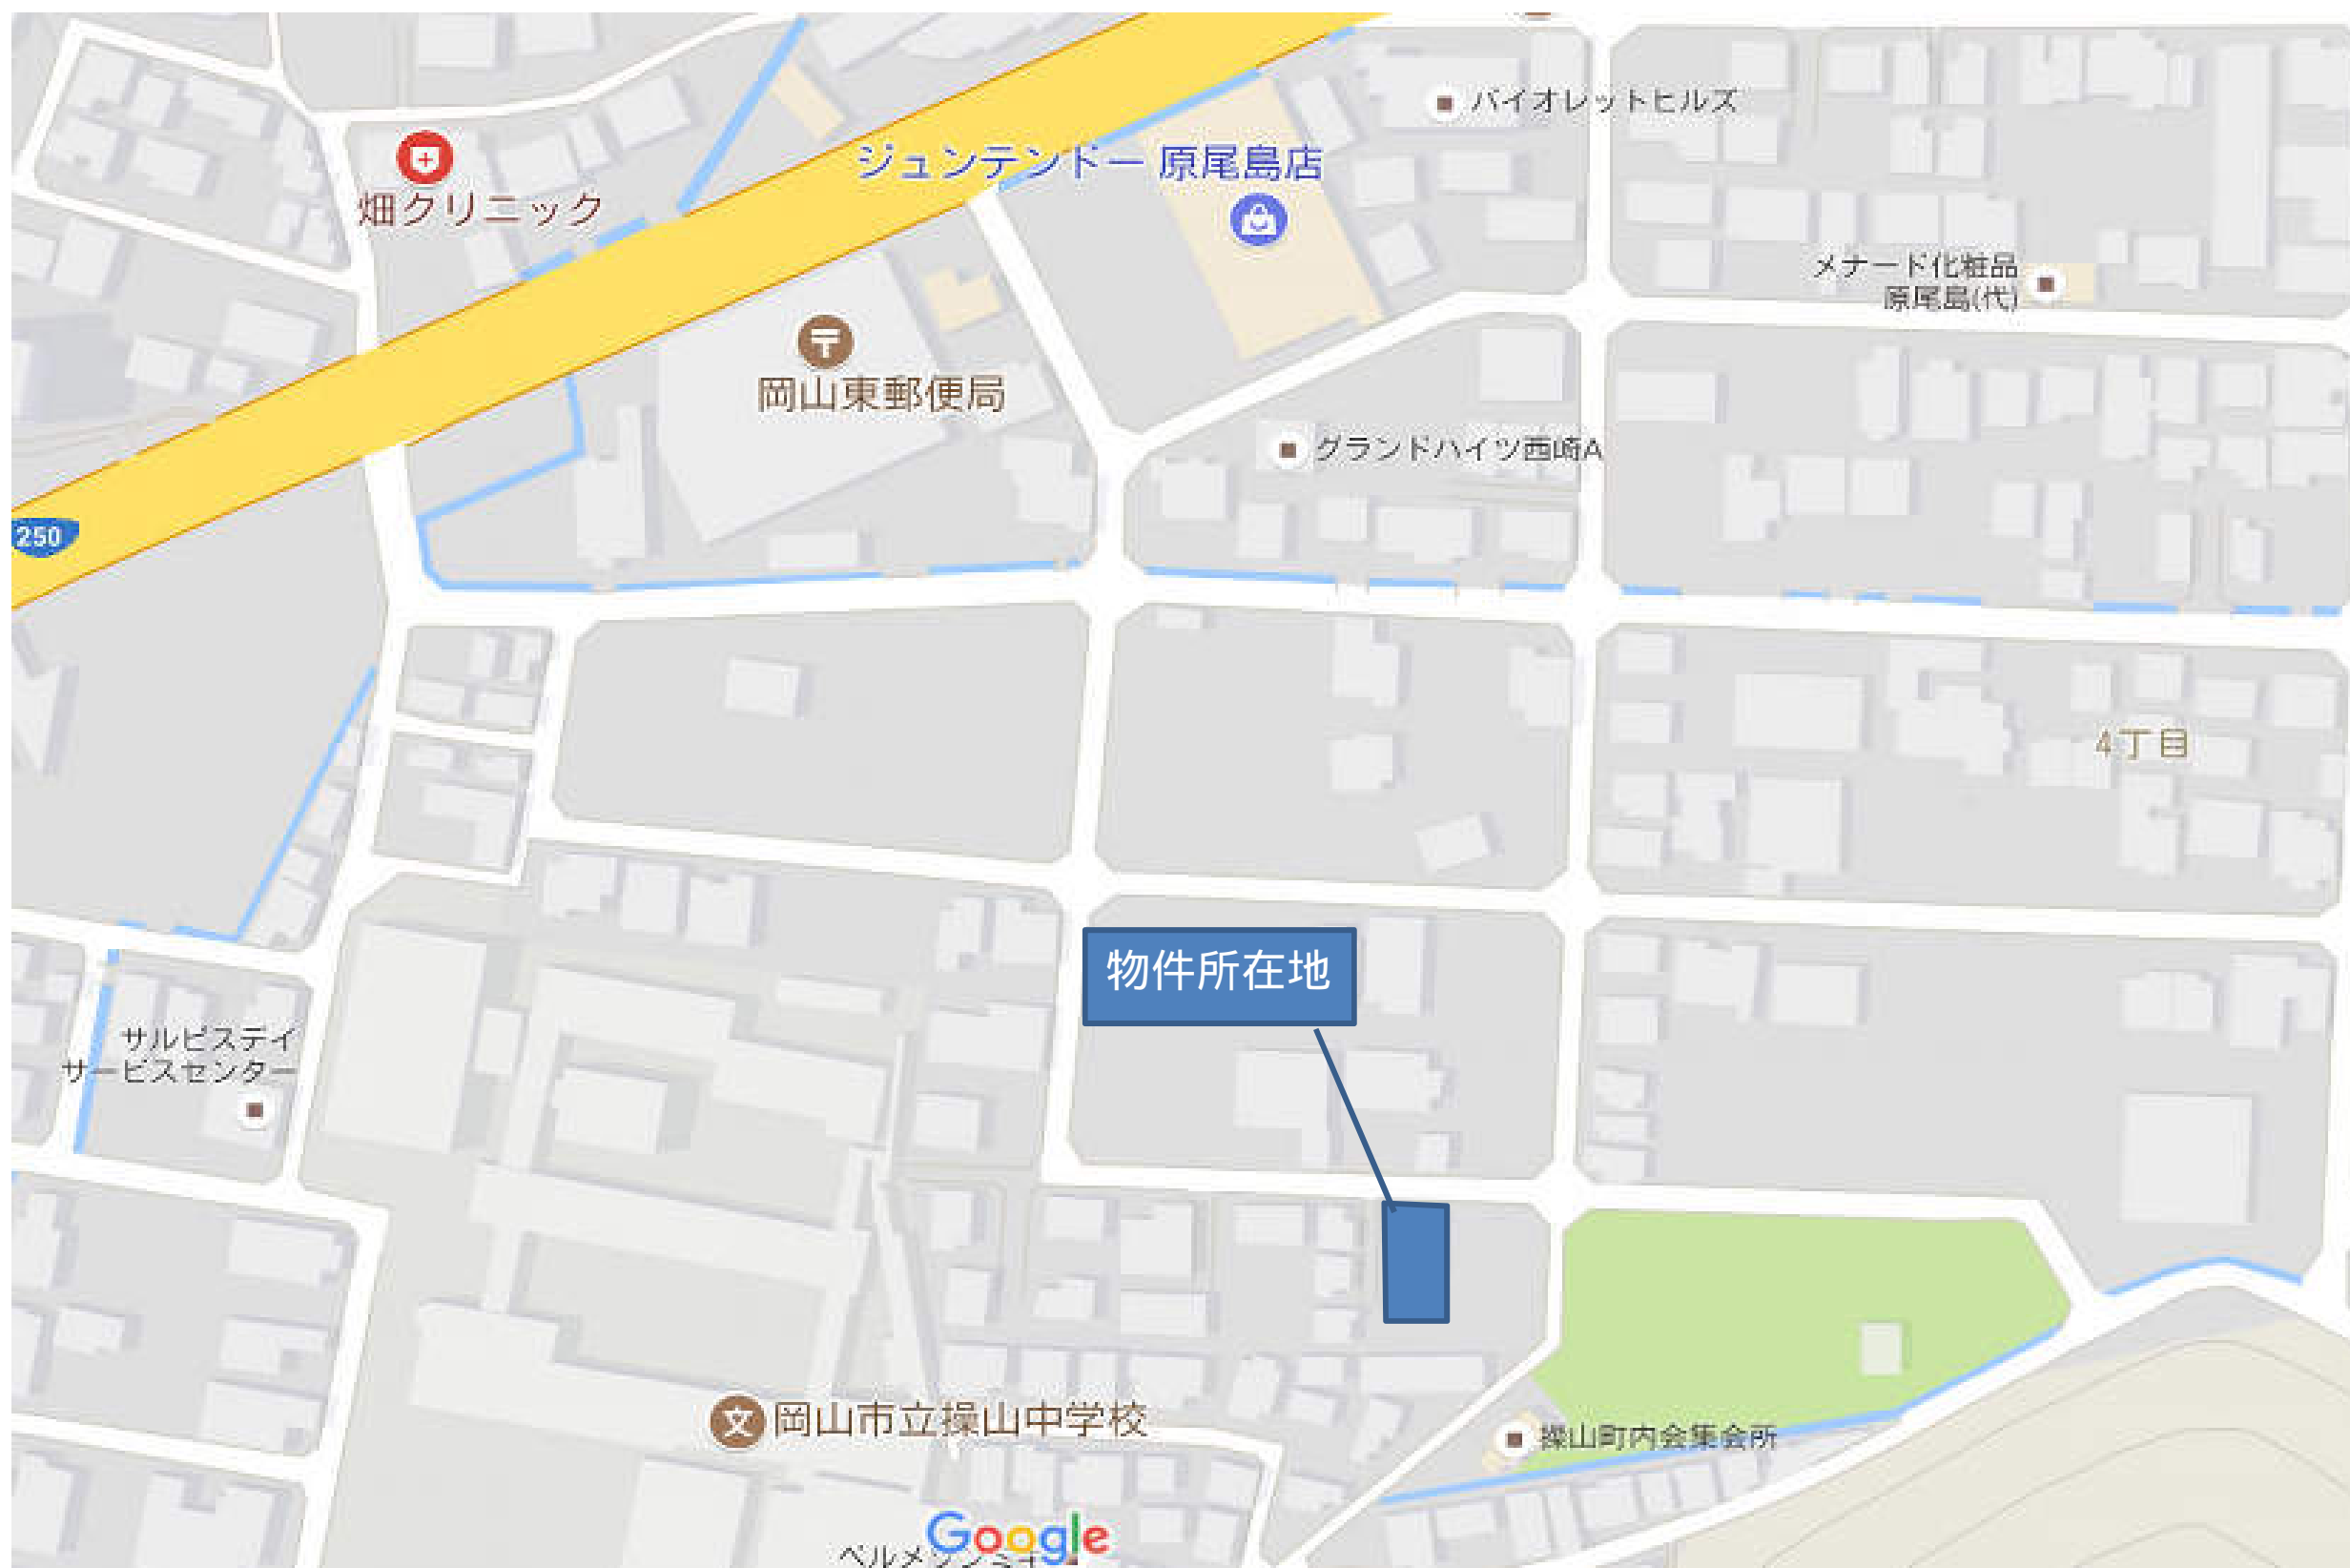 バイオレットヒルズ
ジュンテンドー 原尾島店
畑クリニック
メナード化粧品
原尾島(代)
岡山東郵便局
グランドハイツ西崎A
250
4丁目
物件所在地
サルビスデイ
サービスセンター
文
岡山市立操山中学校
操山町内会集会所
Google